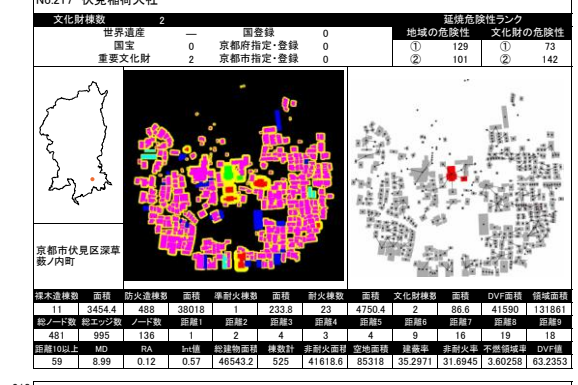 No.217 伏見稲荷大社
文化財棟数 2 延焼危険性ランク
世界遺産 — 国登録 0 地域の危険性 文化財の危険性
国宝 0 京都府指定・登録 0 ① 129 ① 73
重要文化財 2 京都市指定・登録 0 ② 101 ② 142
京都市伏見区深草
薮ノ内町
裸木造棟数 面積 防火造棟数 面積 準耐火棟数 面積 耐火棟数 面積 文化財棟数 面積 DVF面積 領域面積
11 3454.4 488 38018 1 233.8 23 4750.4 2 86.6 41590 131861
総ノード数 総エッジ数 ノード数 距離1 距離2 距離3 距離4 距離5 距離6 距離7 距離8 距離9
481 995 136 1 2 4 3 4 9 16 19 18
距離10以上 MD RA Int値 総建物面積 棟数計 非耐火面積 空地面積 建蔽率 非耐火率 不燃領域率 DVF値
59 8.99 0.12 0.57 46543.2 525 41618.6 85318 35.2971 31.6945 3.60258 63.2353